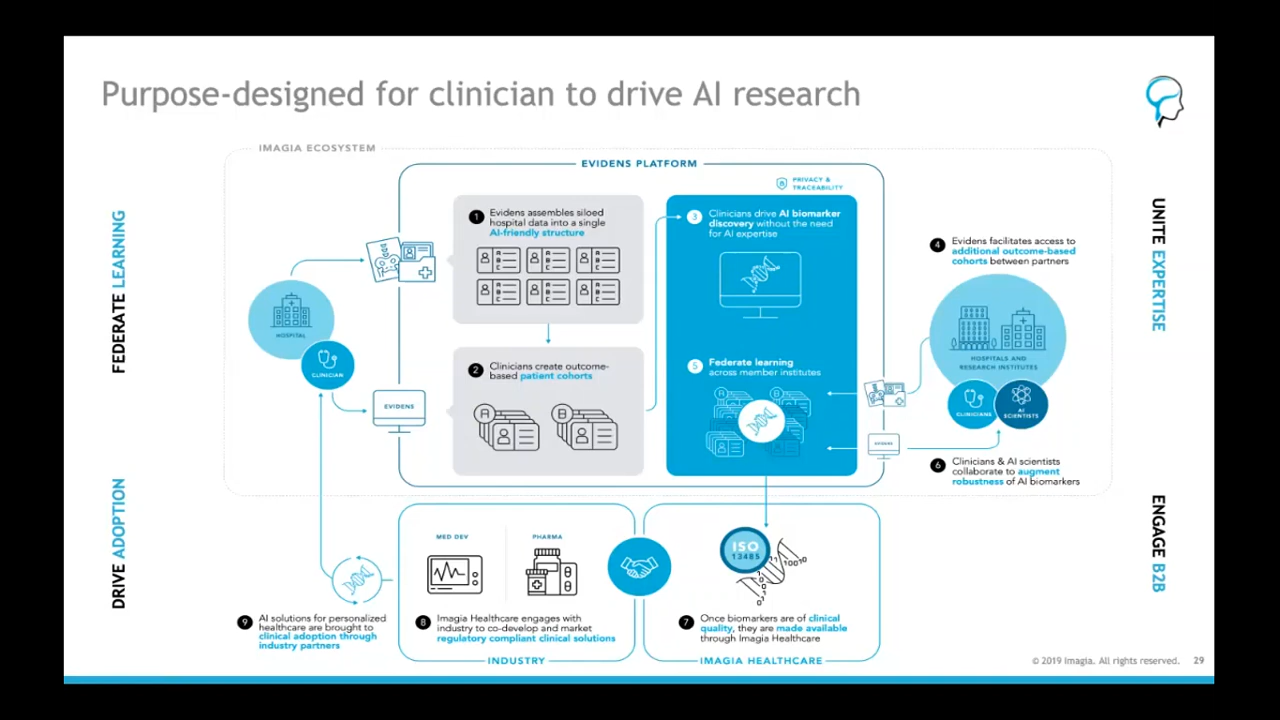 Purpose-designed for clinician to drive AI research
IMAGIA ECOSYSTEM
EVIDENS PLATFORM
PRIVACY &
TRACEABILITY
FEDERATE LEARNING
DRIVE ADOPTION
UNITE EXPERTISE
ENGAGE B2B
HOSPITAL
CLINICIAN
EVIDENS
1 Evidens assembles siloed
hospital data into a single
AI-friendly structure
A
B
C
A
B
C
A
B
C
A
B
C
A
B
C
A
B
C
2 Clinicians create outcome-
based patient cohorts
A
B
3 Clinicians drive AI biomarker
discovery without the need
for AI expertise
4 Evidens facilitates access to
additional outcome-based
cohorts between partners
HOSPITALS AND
RESEARCH INSTITUTES
CLINICIANS
AI
SCIENTISTS
5 Federate learning
across member institutes
A
B
EVIDENS
6 Clinicians & AI scientists
collaborate to augment
robustness of AI biomarkers
ISO
13485
11 10010
7 Once biomarkers are of clinical
quality, they are made available
through Imagia Healthcare
IMAGIA HEALTHCARE
MED DEV
PHARMA
8 Imagia Healthcare engages with
industry to co-develop and market
regulatory compliant clinical solutions
INDUSTRY
9 AI solutions for personalized
healthcare are brought to
clinical adoption through
industry partners
© 2019 Imagia. All rights reserved. 29